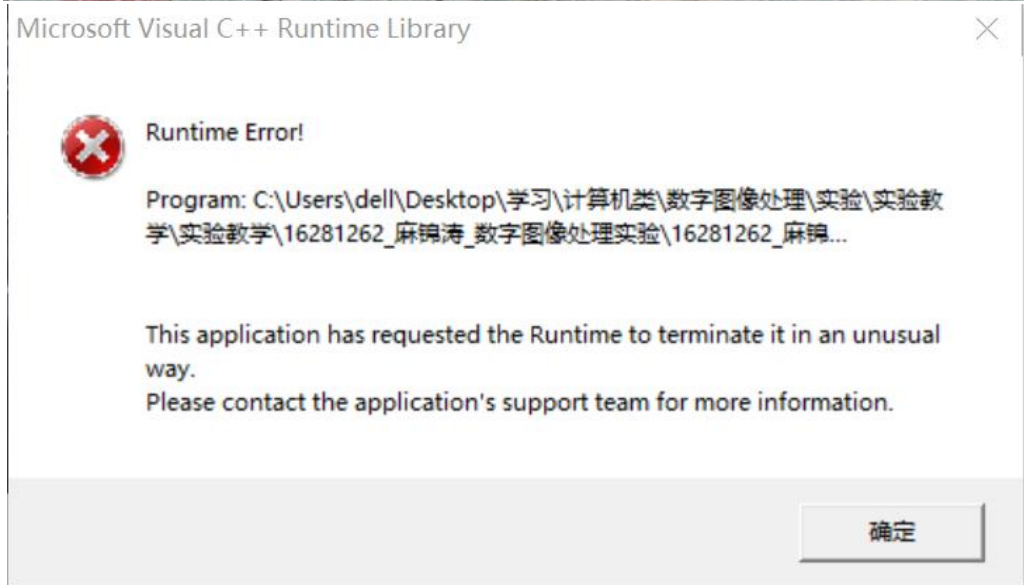 Microsoft Visual C++ Runtime Library
Runtime Error!
Program: C:\Users\dell\Desktop\学习\计算机类\数字图像处理\实验\实验教
学\实验教学\16281262_麻锦涛_数字图像处理实验\16281262_麻锦...
This application has requested the Runtime to terminate it in an unusual
way.
Please contact the application's support team for more information.
确定